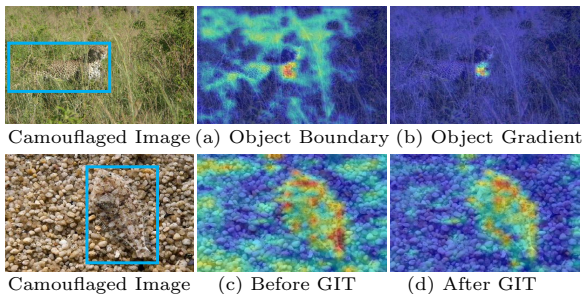 Camouflaged Image (a) Object Boundary (b) Object Gradient
Camouflaged Image (c) Before GIT (d) After GIT